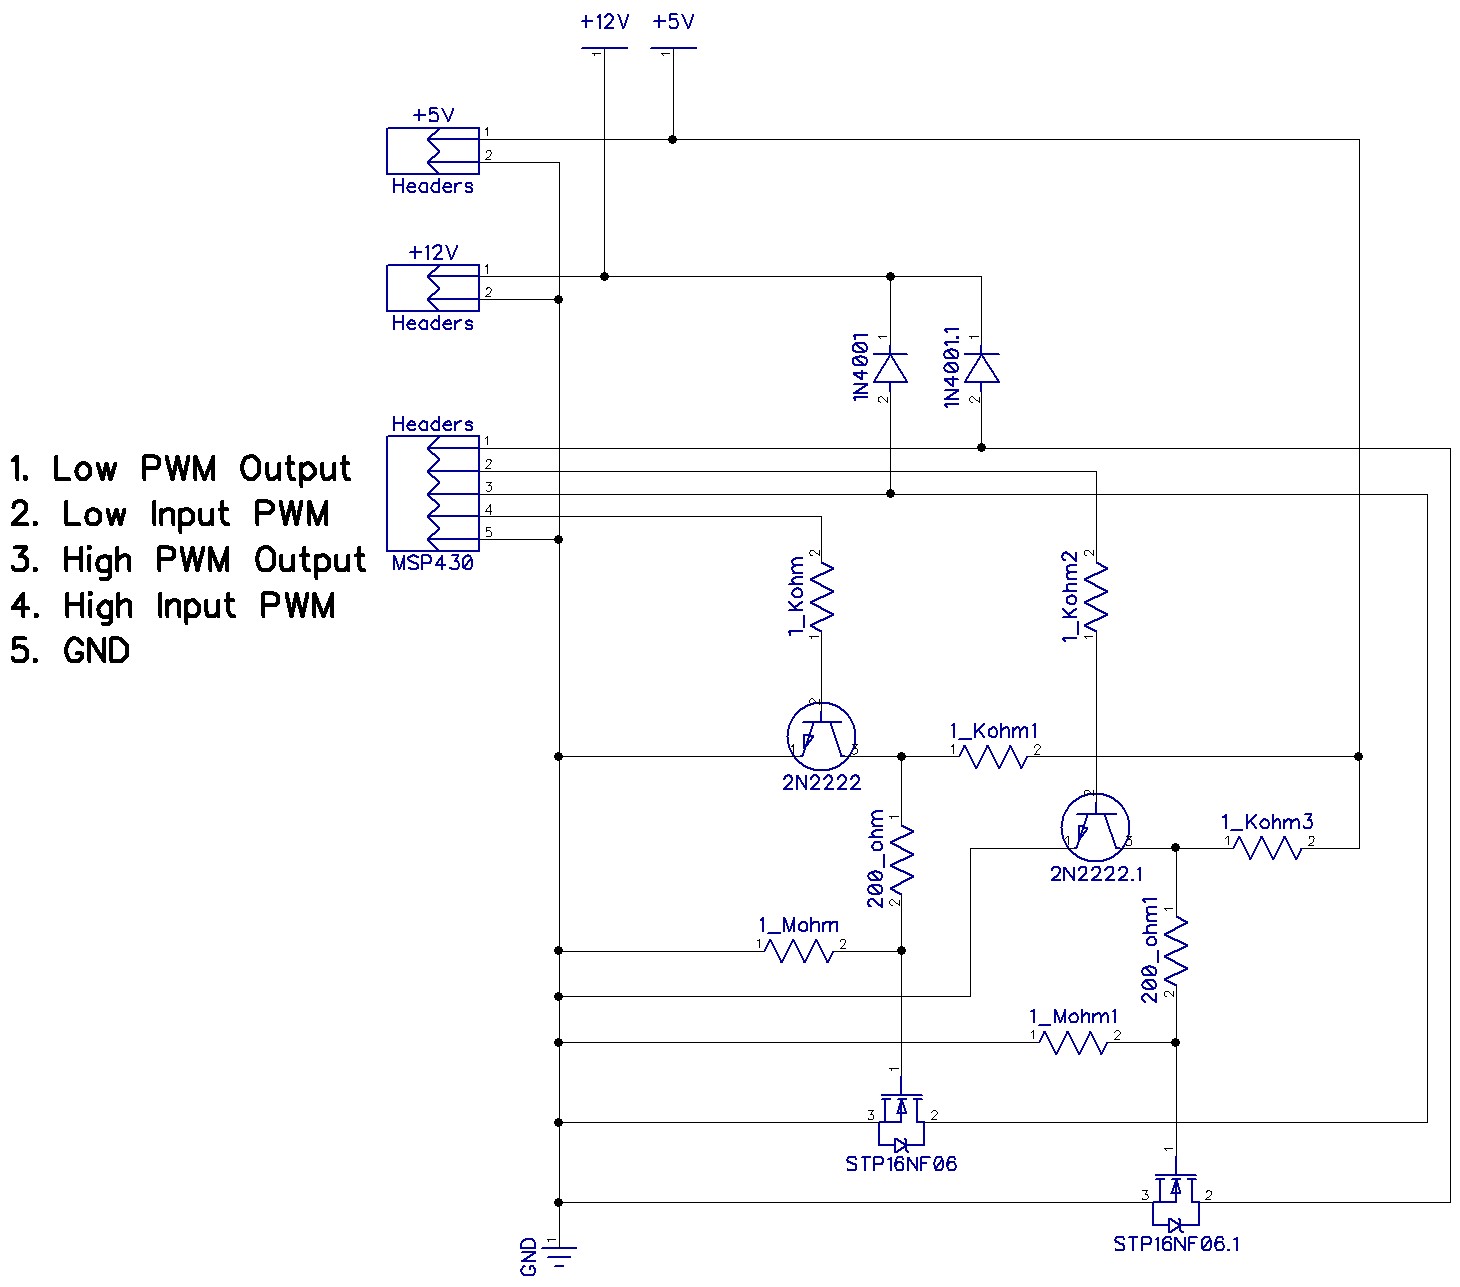 +12V +5V
1 1
+5V
1
2
Headers
+12V
1
2
Headers
1N4001
1
2
1N4001.1
1
2
Headers
1
2
3
4
5
MSP430
1. Low PWM Output
2. Low Input PWM
3. High PWM Output
4. High Input PWM
5. GND
1_Kohm
2
1
1_Kohm2
2
1
2
1 3
2N2222
1_Kohm1
1 2
2
1 3
2N2222.1
1_Kohm3
1 2
200_ohm
1
2
1_Mohm
1 2
200_ohm1
1
2
1_Mohm1
1 2
1
3 2
STP16NF06
1
3 2
STP16NF06.1
GND
1